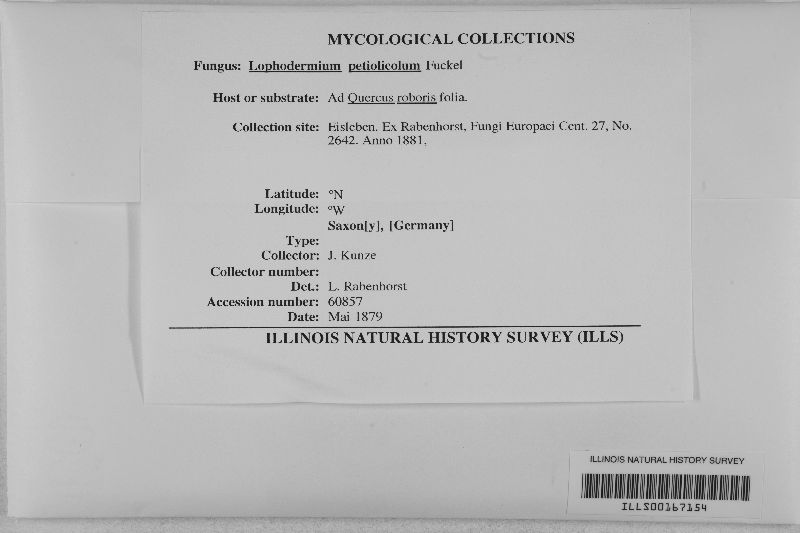 MYCOLOGICAL COLLECTIONS
Fungus: Lophodermium petiolicolum Fuckel
Host or substrate: Ad Quercus roboris folia.
Collection site: Eisleben. Ex Rabenhorst, Fungi Europaei Cent. 27, No.
2642. Anno 1881,
Latitude: °N
Longitude: °W
Saxon[y], [Germany]
Type:
Collector: J. Kunze
Collector number:
Det.: L. Rabenhorst
Accession number: 60857
Date: Mai 1879
ILLINOIS NATURAL HISTORY SURVEY (ILLS)
ILLINOIS NATURAL HISTORY SURVEY
ILLS00167154